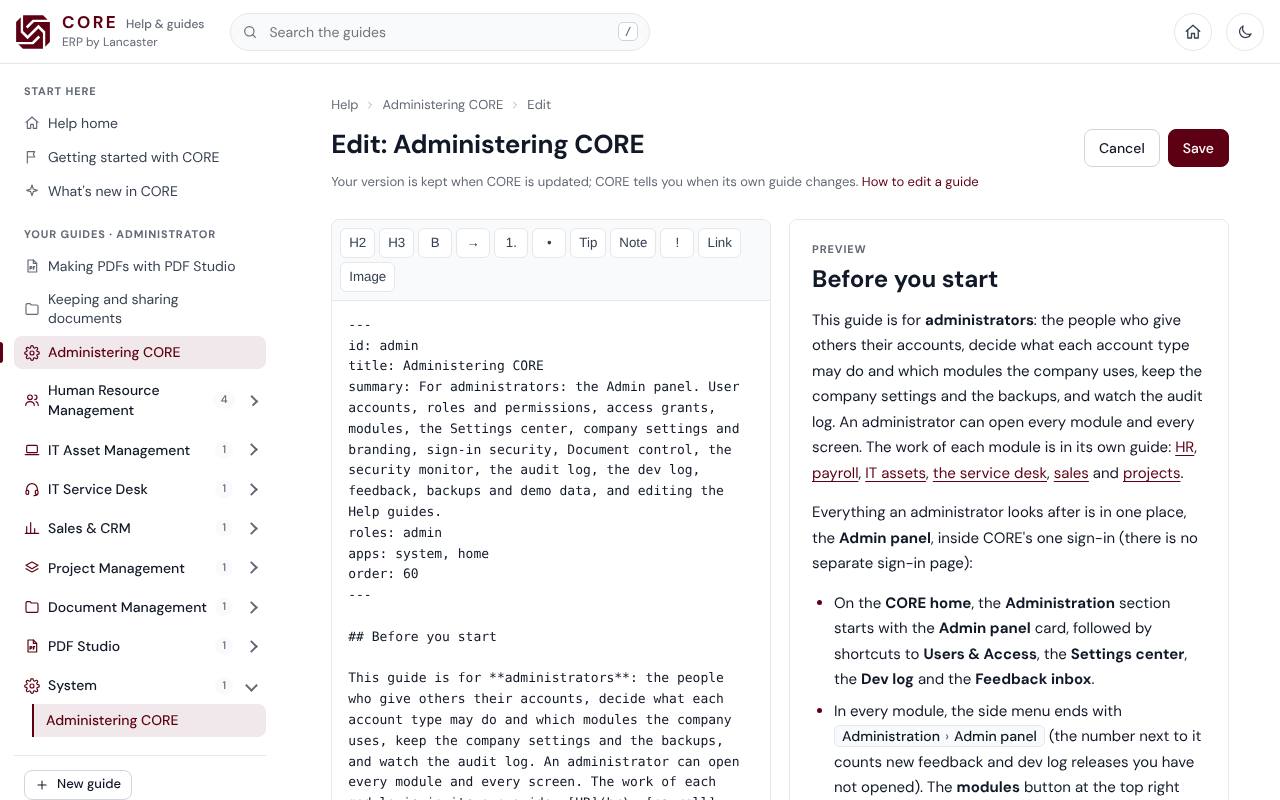 CORE Help & guides
ERP by Lancaster
Search the guides /
START HERE
Help home
Getting started with CORE
What's new in CORE
YOUR GUIDES · ADMINISTRATOR
Making PDFs with PDF Studio
Keeping and sharing
documents
Administering CORE
Human Resource
Management 4
IT Asset Management 1
IT Service Desk 1
Sales & CRM 1
Project Management 1
Document Management 1
PDF Studio 1
System 1
Administering CORE
+ New guide
Help › Administering CORE › Edit
Edit: Administering CORE
Cancel Save
Your version is kept when CORE is updated; CORE tells you when its own guide changes. How to edit a guide
H2 H3 B → 1. • Tip Note ! Link
Image
---
id: admin
title: Administering CORE
summary: For administrators: the Admin panel. User
accounts, roles and permissions, access grants,
modules, the Settings center, company settings and
branding, sign-in security, Document control, the
security monitor, the audit log, the dev log,
feedback, backups and demo data, and editing the
Help guides.
roles: admin
apps: system, home
order: 60
---
## Before you start
This guide is for **administrators**: the people
who give others their accounts, decide what each
account type may do and which modules the company
uses, keep the company settings and the backups,
and watch the audit log. An administrator can open
every module and every screen. The work of each
PREVIEW
Before you start
This guide is for administrators: the people who give
others their accounts, decide what each account type
may do and which modules the company uses, keep the
company settings and the backups, and watch the audit
log. An administrator can open every module and every
screen. The work of each module is in its own guide: HR,
payroll, IT assets, the service desk, sales and projects.
Everything an administrator looks after is in one place,
the Admin panel, inside CORE's one sign-in (there is no
separate sign-in page):
• On the CORE home, the Administration section
starts with the Admin panel card, followed by
shortcuts to Users & Access, the Settings center,
the Dev log and the Feedback inbox.
• In every module, the side menu ends with
Administration › Admin panel (the number next to it
counts new feedback and dev log releases you have
not opened). The modules button at the top right